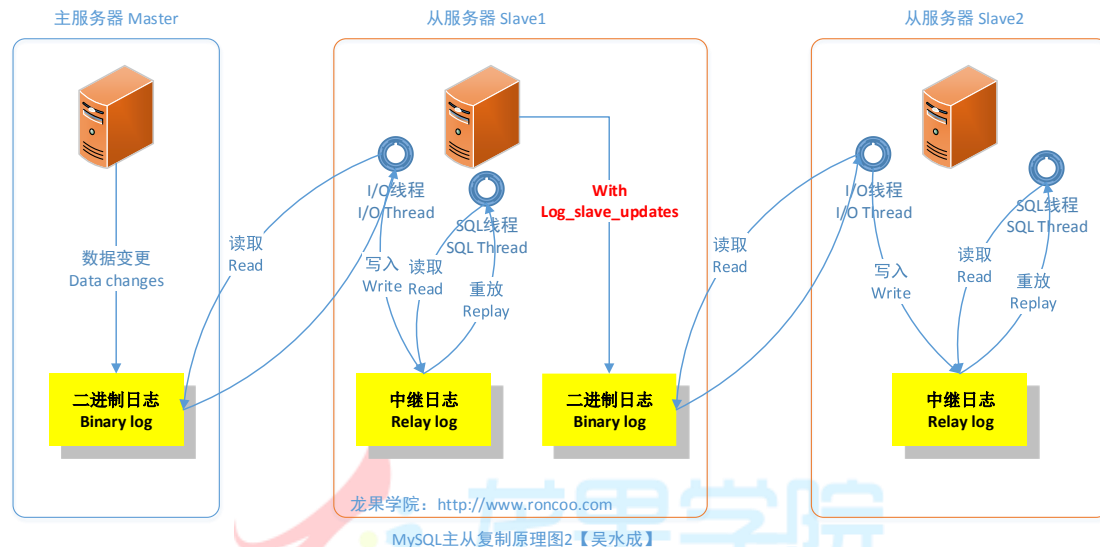 主服务器 Master
数据变更
Data changes
二进制日志
Binary log
读取
Read
从服务器 Slave1
I/O线程
I/O Thread
SQL线程
SQL Thread
写入
Write
读取
Read
重放
Replay
With
Log_slave_updates
中继日志
Relay log
二进制日志
Binary log
读取
Read
从服务器 Slave2
I/O线程
I/O Thread
SQL线程
SQL Thread
写入
Write
读取
Read
重放
Replay
中继日志
Relay log
龙果学院：http://www.roncoo.com
龙果学院
MySQL主从复制原理图2【吴水成】